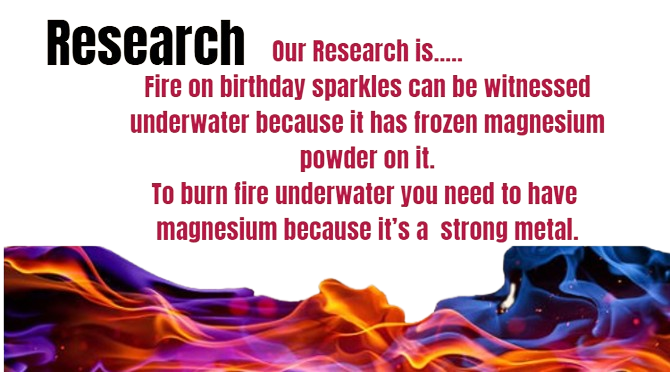 Research
Our Research is.....
Fire on birthday sparkles can be witnessed
underwater because it has frozen magnesium
powder on it.
To burn fire underwater you need to have
magnesium because it’s a  strong metal.